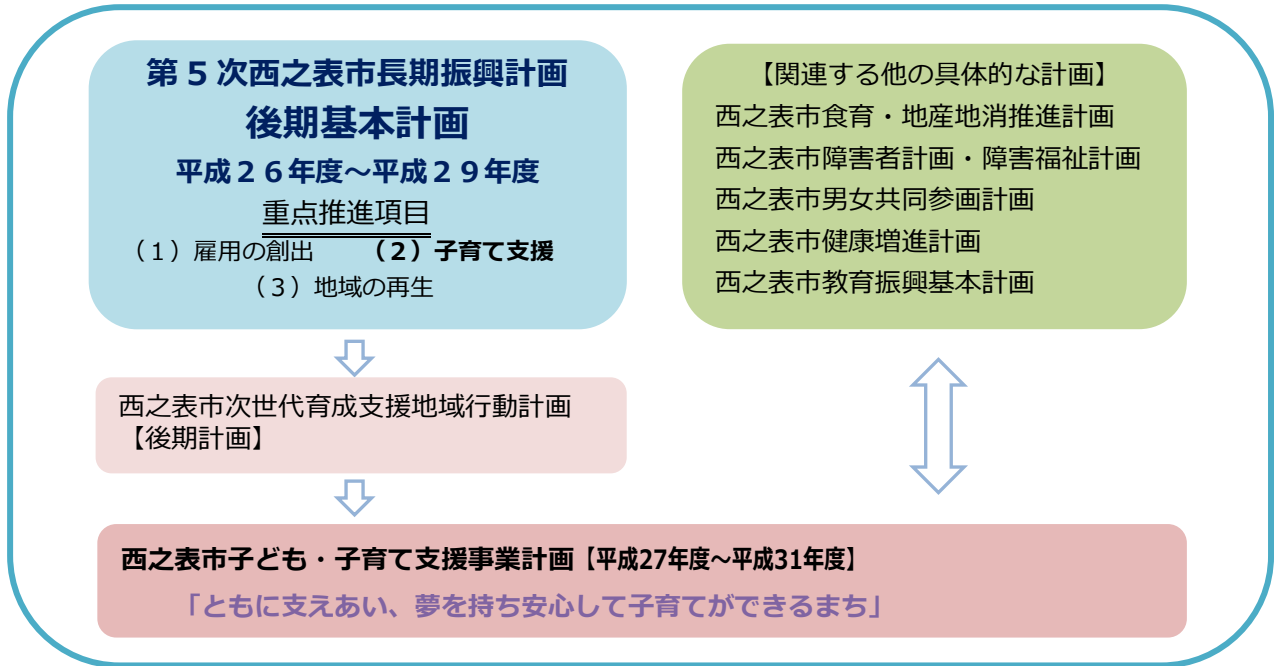 第5次西之表市長期振興計画
後期基本計画
平成26年度～平成29年度
重点推進項目
（1）雇用の創出　（2）子育て支援
（3）地域の再生
【関連する他の具体的な計画】
西之表市食育・地産地消推進計画
西之表市障害者計画・障害福祉計画
西之表市男女共同参画計画
西之表市健康増進計画
西之表市教育振興基本計画
西之表市次世代育成支援地域行動計画
【後期計画】
西之表市子ども・子育て支援事業計画【平成27年度～平成31年度】
「ともに支えあい、夢を持ち安心して子育てができるまち」